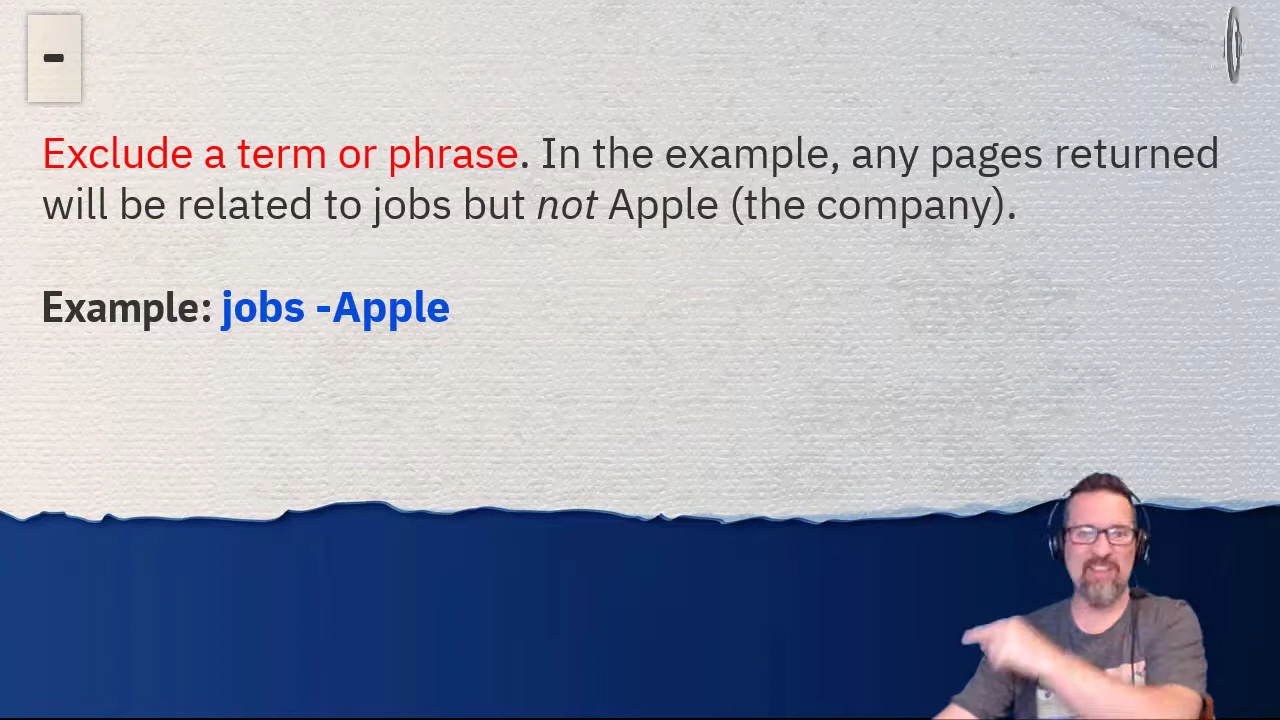 -
Exclude a term or phrase. In the example, any pages returned
will be related to jobs but not Apple (the company).
Example: jobs -Apple